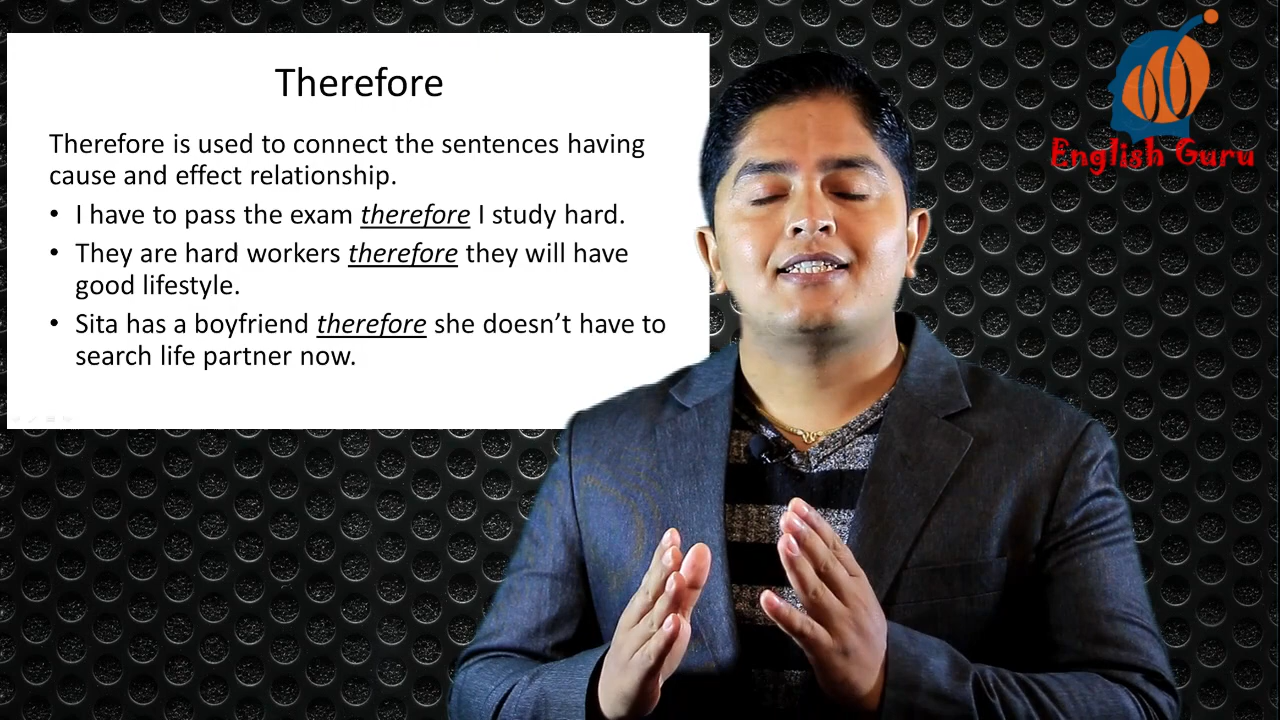 Therefore
Therefore is used to connect the sentences having
cause and effect relationship.
• I have to pass the exam therefore I study hard.
• They are hard workers therefore they will have
good lifestyle.
• Sita has a boyfriend therefore she doesn’t have to
search life partner now.
English Guru